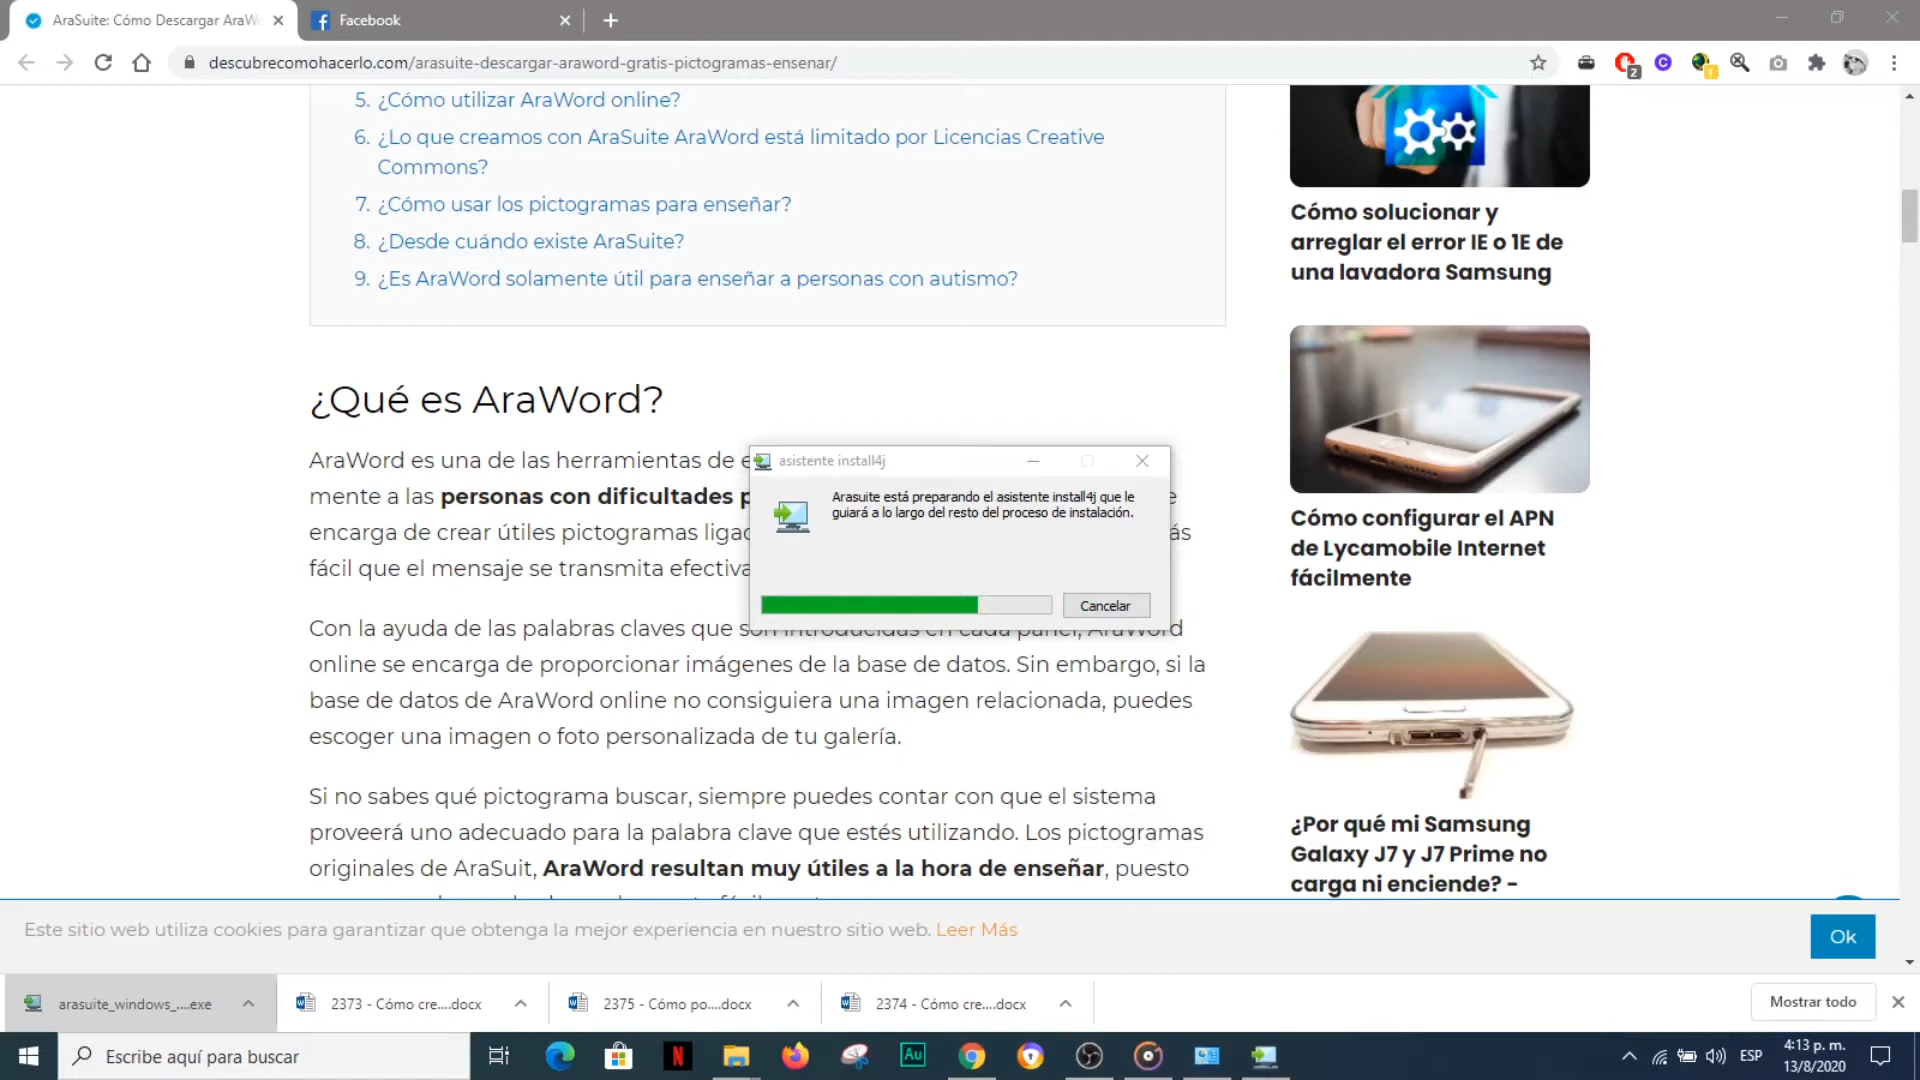 AraSuite: Cómo Descargar AraW
Facebook
descubrecomohacerlo.com/arasuite-descargar-araword-gratis-pictogramas-ensenar/
5. ¿Cómo utilizar AraWord online?
6. ¿Lo que creamos con AraSuite AraWord está limitado por Licencias Creative
Commons?
7. ¿Cómo usar los pictogramas para enseñar?
8. ¿Desde cuándo existe AraSuite?
9. ¿Es AraWord solamente útil para enseñar a personas con autismo?
¿Qué es AraWord?
AraWord es una de las herramientas de e
mente a las personas con dificultades p
encarga de crear útiles pictogramas ligad
fácil que el mensaje se transmita efectiva
asistente install4j
Arasuite está preparando el asistente install4j que le
guiará a lo largo del resto del proceso de instalación.
Cancelar
Con la ayuda de las palabras claves que son introducidas en cada panel, AraWord
online se encarga de proporcionar imágenes de la base de datos. Sin embargo, si la
base de datos de AraWord online no consiguiera una imagen relacionada, puedes
escoger una imagen o foto personalizada de tu galería.
Si no sabes qué pictograma buscar, siempre puedes contar con que el sistema
proveerá uno adecuado para la palabra clave que estés utilizando. Los pictogramas
originales de AraSuit, AraWord resultan muy útiles a la hora de enseñar, puesto
Cómo solucionar y
arreglar el error IE o 1E de
una lavadora Samsung
Cómo configurar el APN
de Lycamobile Internet
fácilmente
¿Por qué mi Samsung
Galaxy J7 y J7 Prime no
carga ni enciende? -
Este sitio web utiliza cookies para garantizar que obtenga la mejor experiencia en nuestro sitio web. Leer Más
Ok
arasuite_windows_....exe
2373 - Cómo cre....docx
2375 - Cómo po....docx
2374 - Cómo cre....docx
Mostrar todo
Escribe aquí para buscar
Au
ESP
4:13 p. m.
13/8/2020